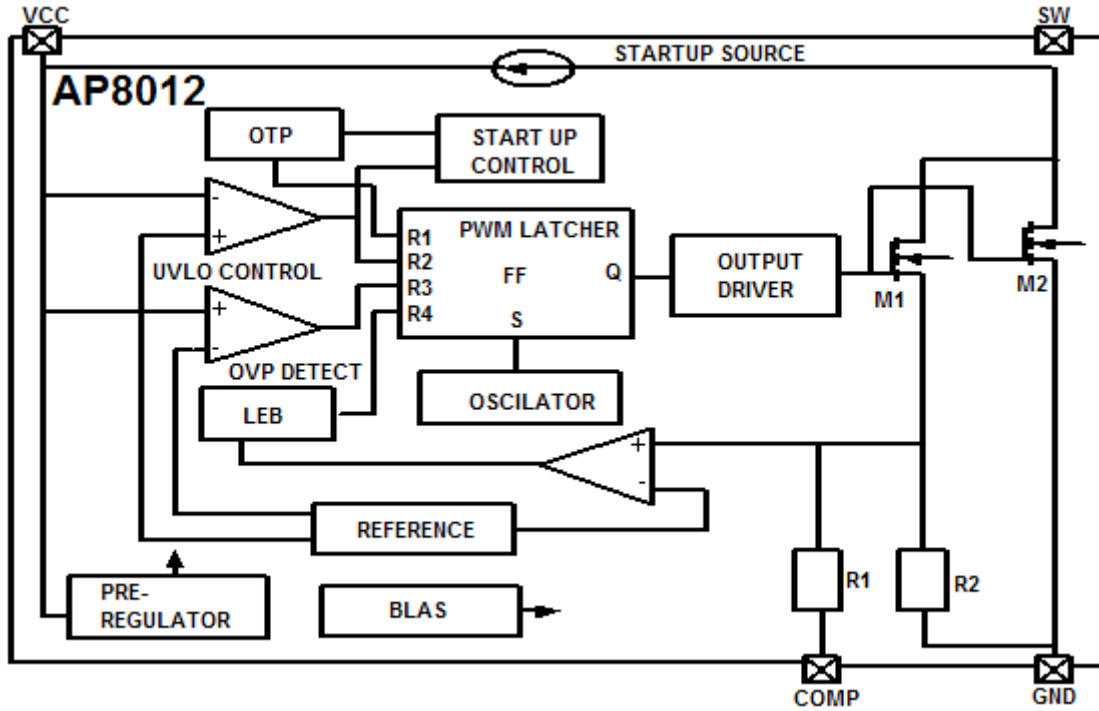 VCC
SW
STARTUP SOURCE
AP8012
OTP
START UP
CONTROL
-
+
UVLO CONTROL
R1
R2
R3
R4
PWM LATCHER
FF
Q
S
OUTPUT
DRIVER
M1
M2
+
-
OVP DETECT
LEB
OSCILATOR
+
-
REFERENCE
PRE-
REGULATOR
BLAS
R1
R2
COMP
GND